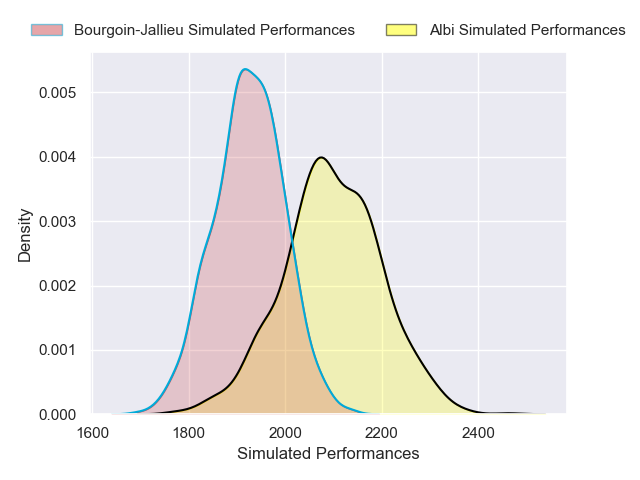 Bourgoin-Jallieu Simulated Performances Albi Simulated Performances
0.005
0.004
Density
0.003
0.002
0.001
0.000
1600 1800 2000 2200 2400
Simulated Performances